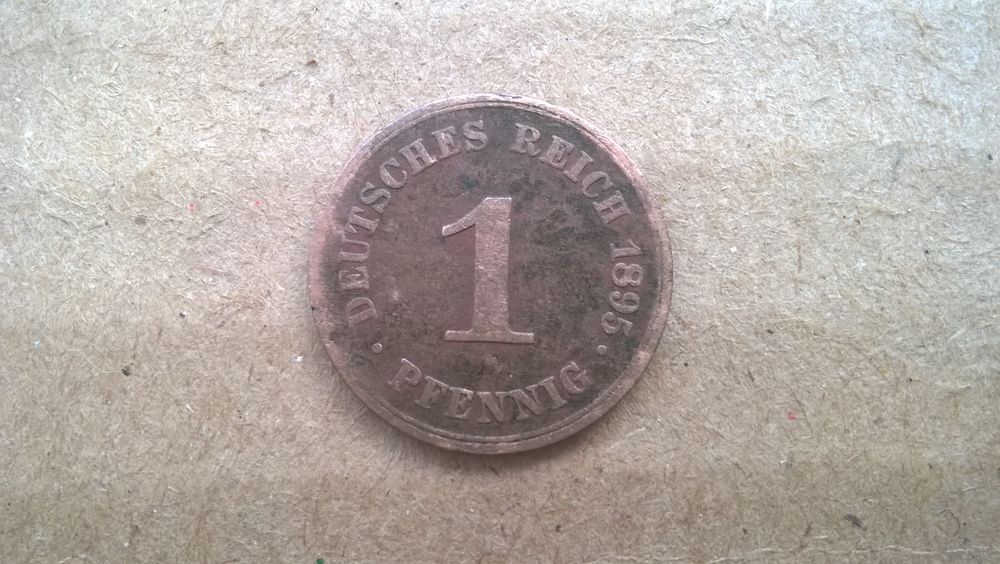 DEUTSCHES REICH 1895
1
PFENNIG